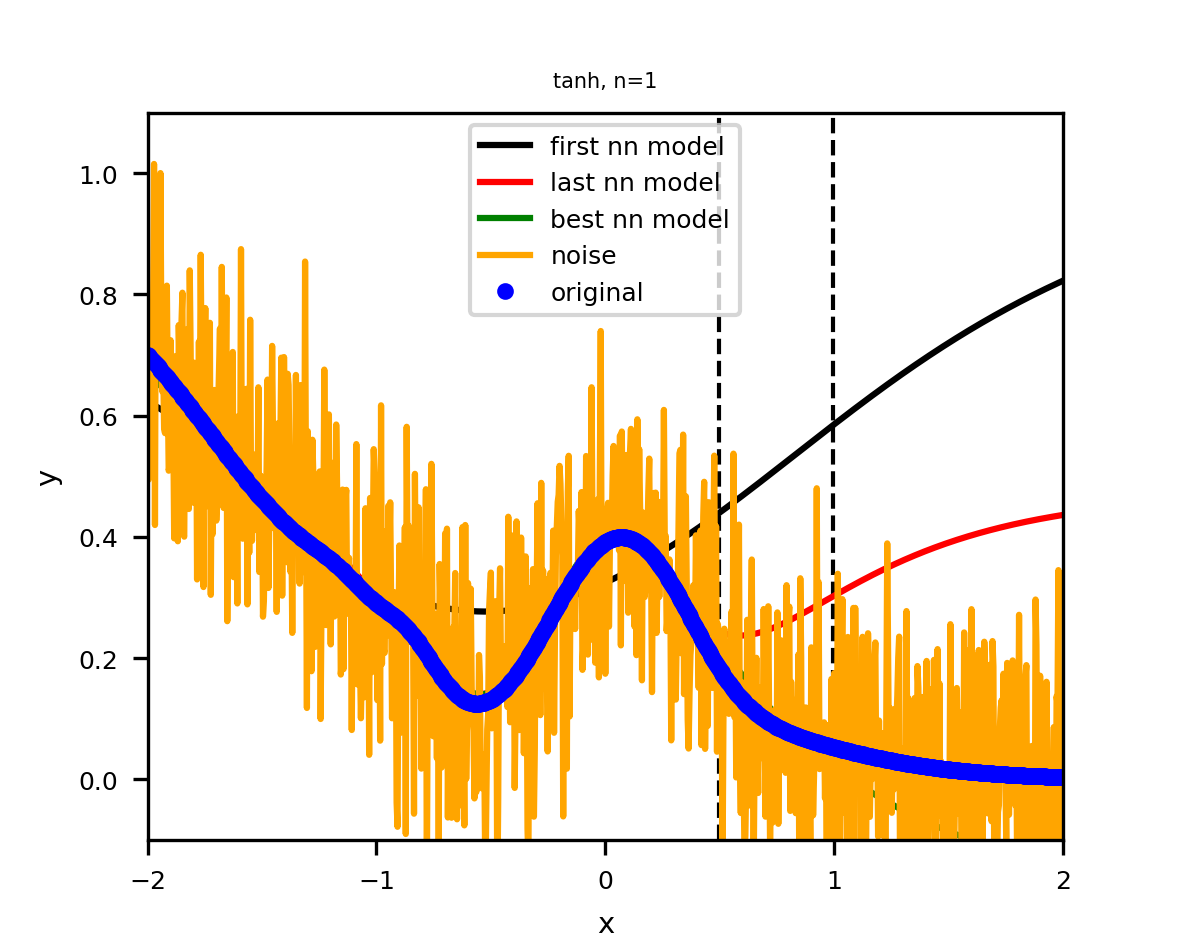 tanh, n=1
first nn model
last nn model
best nn model
noise
original
1.0
0.8
0.6
0.4
0.2
0.0
y
−2
−1
0
1
2
x